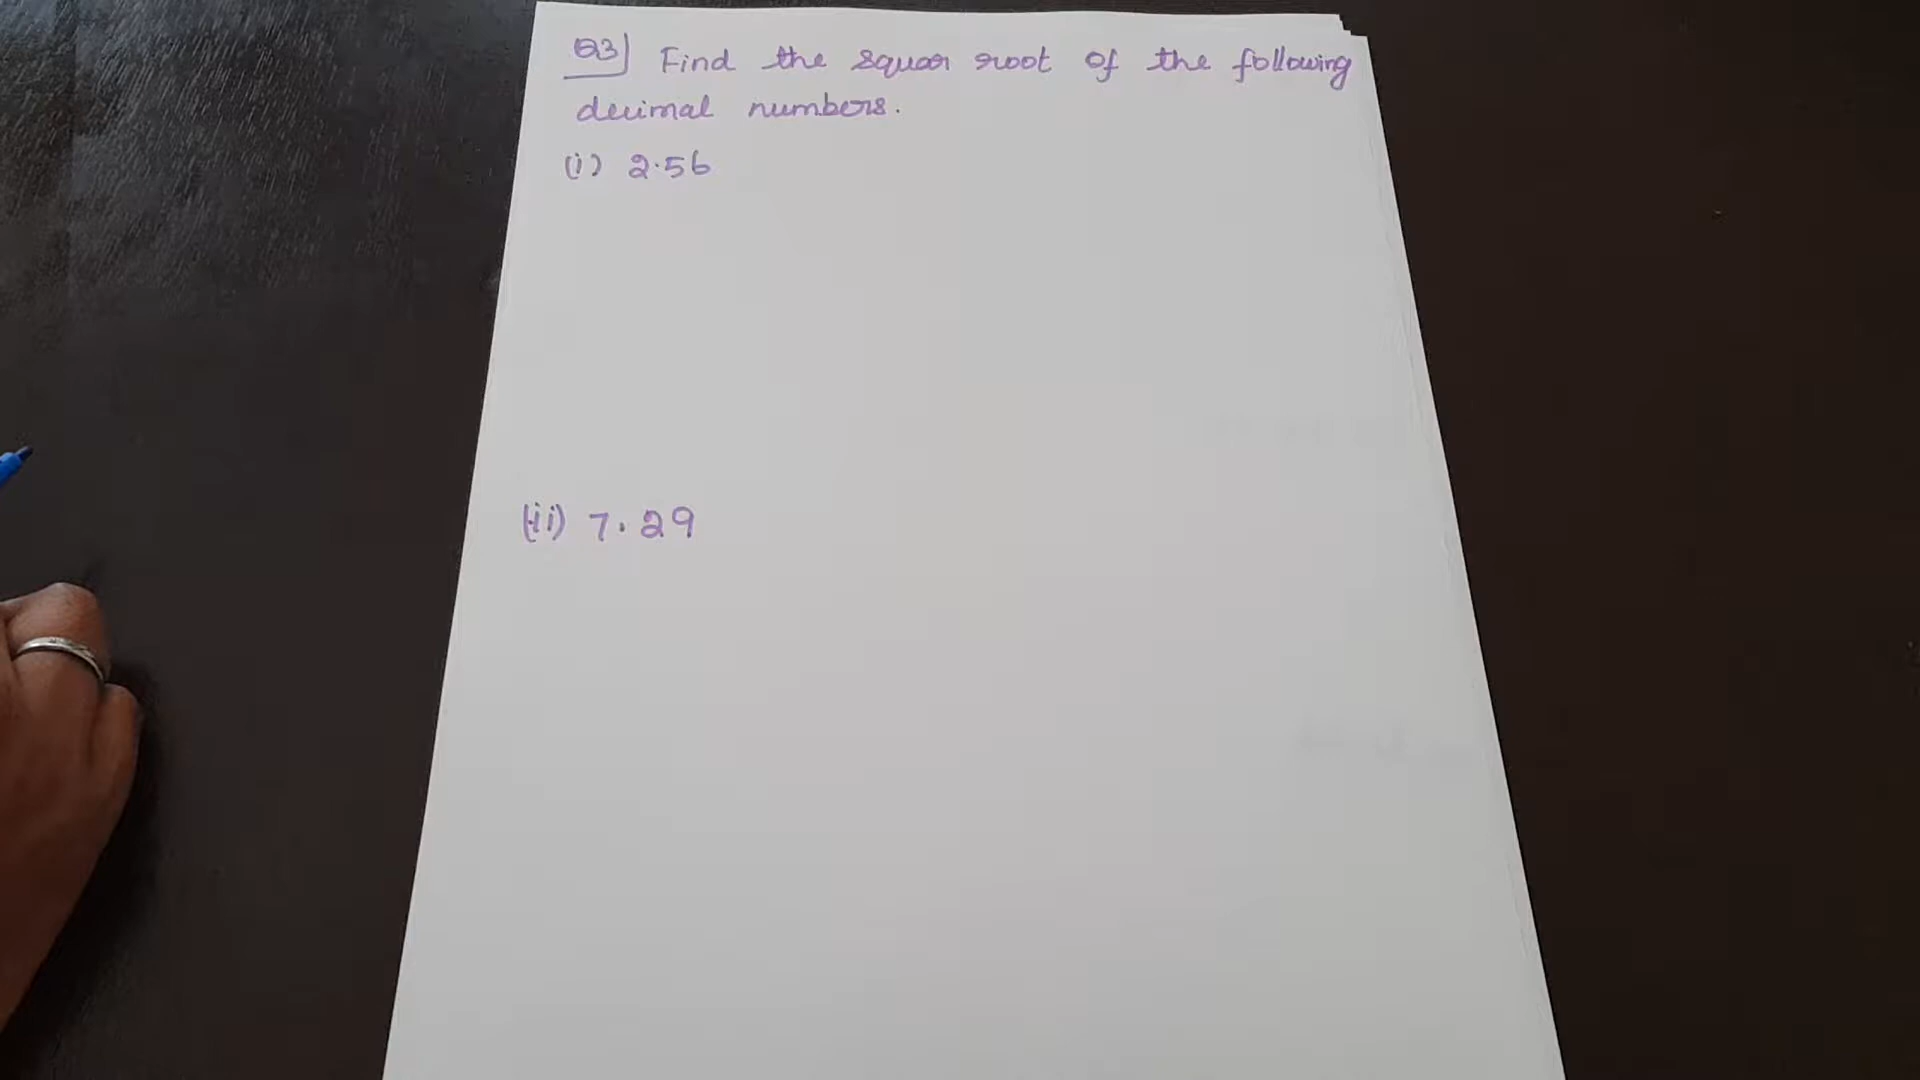 Q3) Find the squar root of the following
decimal numbers.
(i) 2.56
(ii) 7.29